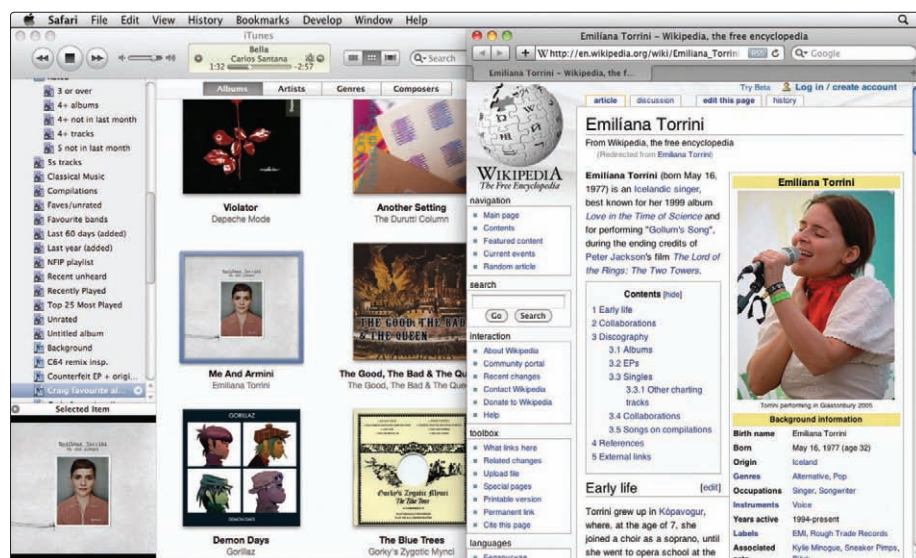 Safari File Edit View History Bookmarks Develop Window Help
iTunes
Bella
Carlos Santana
1:32 -2:57
Search
Albums Artists Genres Composers
3 or over
4+ albums
4+ not in last month
4+ tracks
5 not in last month
5s tracks
Classical Music
Compilations
Faves/unrated
Favourite bands
Last 60 days (added)
Last year (added)
NFIP playlist
Recent unheard
Recently Played
Top 25 Most Played
Unrated
Untitled album
Background
C64 remix insp.
Counterfeit EP + origi...
Craig favourite al...
Selected Item
Violator
Depeche Mode
Another Setting
The Durutti Column
Me And Armini
Emiliana Torrini
THE GOOD, THE BAD
& THE QUEEN
The Good, The Bad & The Que
The Good, The Bad & The Que
GORILLAZ
DEMON DAYS
Demon Days
Gorillaz
Gorky's Zygotic Mynci
The Blue Trees
The Blue Trees
Gorky's Zygotic Mynci
Emiliana Torrini – Wikipedia, the free encyclopedia
http://en.wikipedia.org/wiki/Emiliana_Torrini
RSS
Google
Emiliana Torrini – Wikipedia, the f...
Try Beta Log in / create account
article discussion edit this page history
WIKIPEDIA
The Free Encyclopedia
navigation
Main page
Contents
Featured content
Current events
Random article
search
Go Search
interaction
About Wikipedia
Community portal
Recent changes
Contact Wikipedia
Donate to Wikipedia
Help
toolbox
What links here
Related changes
Upload file
Special pages
Printable version
Permanent link
Cite this page
languages
Emilíana Torrini
From Wikipedia, the free encyclopedia
(Redirected from Emiliana Torrini)
Emilíana Torrini (born May 16,
1977) is an Icelandic singer,
best known for her 1999 album
Love in the Time of Science and
for performing "Gollum's Song",
during the ending credits of
Peter Jackson's film The Lord of
the Rings: The Two Towers.
Contents [hide]
1 Early life
2 Collaborations
3 Discography
3.1 Albums
3.2 EPs
3.3 Singles
3.3.1 Other charting
tracks
3.4 Collaborations
3.5 Songs on compilations
4 References
5 External links
Early life [edit]
Torrini grew up in Kópavogur,
where, at the age of 7, she
joined a choir as a soprano, until
she went to opera school at the
Emilíana Torrini
Torrini performing in Glastonbury 2005
Background information
Birth name Emilíana Torrini
Born May 16, 1977 (age 32)
Origin Iceland
Genres Alternative, Pop
Occupations Singer, Songwriter
Instruments Voice
Years active 1994-present
Labels EMI, Rough Trade Records
Associated Kylie Minogue, Sneaker Pimps,